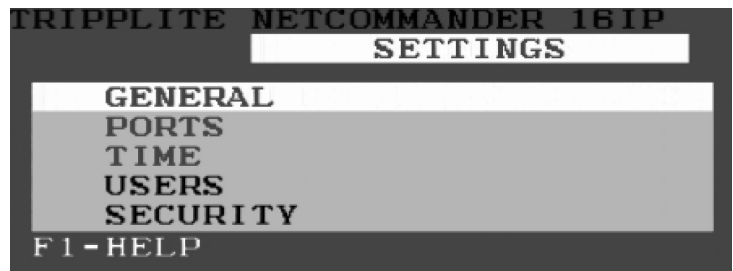 TRIPPLITE NETCOMMANDER 16IP
SETTINGS
GENERAL
PORTS
TIME
USERS
SECURITY
F1-HELP